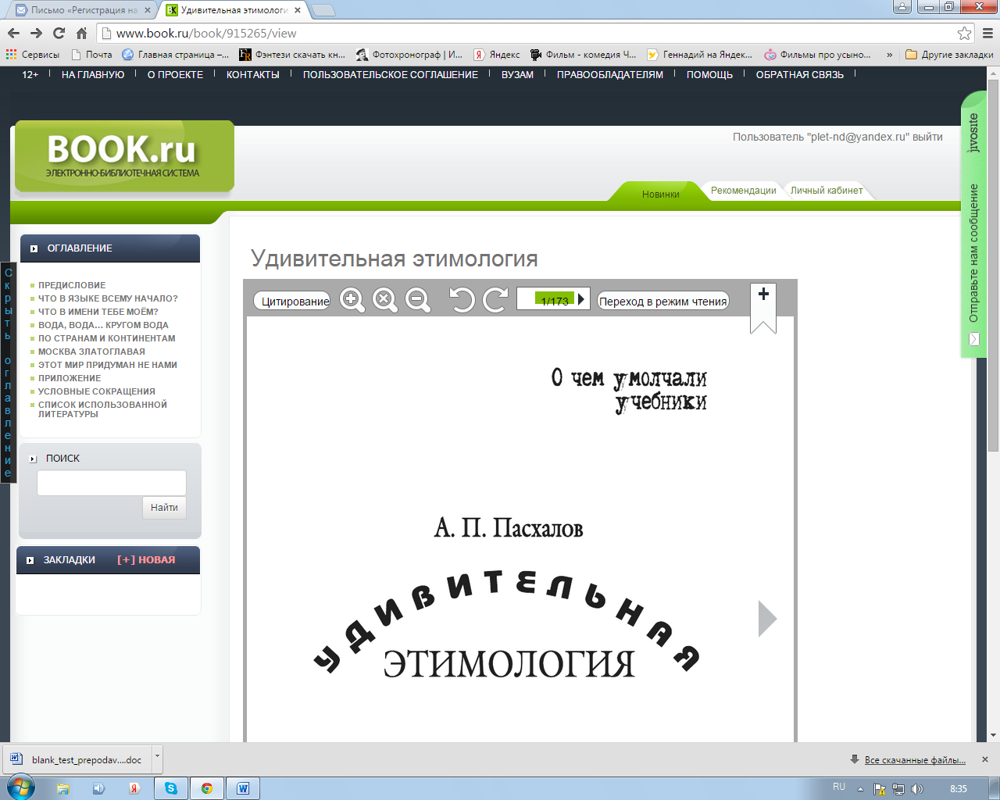 Письмо «Регистрация на
Удивительная этимологи
www.book.ru/book/915265/view
Сервисы
Почта
Главная страница –...
Фэнтези скачать кн...
Фотохронограф | И...
Яндекс
Фильм - комедия Ч...
Геннадий на Яндек...
Фильмы про усыно...
»
Другие закладки
12+
НА ГЛАВНУЮ
О ПРОЕКТЕ
КОНТАКТЫ
ПОЛЬЗОВАТЕЛЬСКОЕ СОГЛАШЕНИЕ
ВУЗАМ
ПРАВООБЛАДАТЕЛЯМ
ПОМОЩЬ
ОБРАТНАЯ СВЯЗЬ
BOOK.ru
ЭЛЕКТРОННО-БИБЛИОТЕЧНАЯ СИСТЕМА
Пользователь "plet-nd@yandex.ru" выйти
Новинки
Рекомендации
Личный кабинет
jivosite
Отправьте нам сообщение
Скрыть оглавление
ОГЛАВЛЕНИЕ
ПРЕДИСЛОВИЕ
ЧТО В ЯЗЫКЕ ВСЕМУ НАЧАЛО?
ЧТО В ИМЕНИ ТЕБЕ МОЁМ?
ВОДА, ВОДА... КРУГОМ ВОДА
ПО СТРАНАМ И КОНТИНЕНТАМ
МОСКВА ЗЛАТОГЛАВАЯ
ЭТОТ МИР ПРИДУМАН НЕ НАМИ
ПРИЛОЖЕНИЕ
УСЛОВНЫЕ СОКРАЩЕНИЯ
СПИСОК ИСПОЛЬЗОВАННОЙ
ЛИТЕРАТУРЫ
ПОИСК
Найти
ЗАКЛАДКИ
[+] НОВАЯ
Удивительная этимология
Цитирование
1/173
Переход в режим чтения
О чем умолчали
учебники
А. П. Пасхалов
УДИВИТЕЛЬНАЯ
ЭТИМОЛОГИЯ
blank_test_prepodav....doc
Все скачанные файлы...
RU
8:35